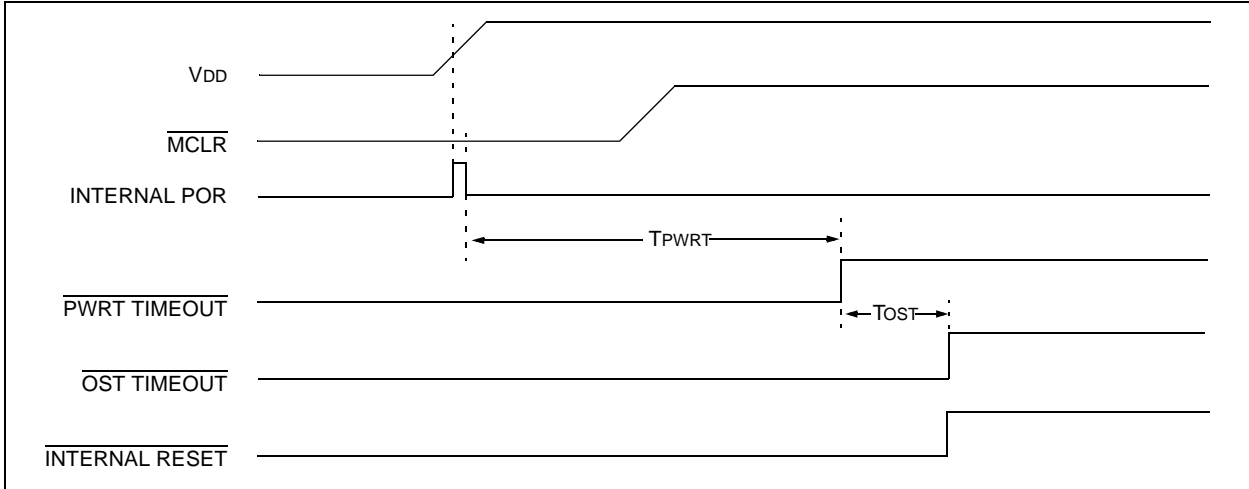 VDD
MCLR
INTERNAL POR
TPWRT
PWRT TIMEOUT
TOST
OST TIMEOUT
INTERNAL RESET